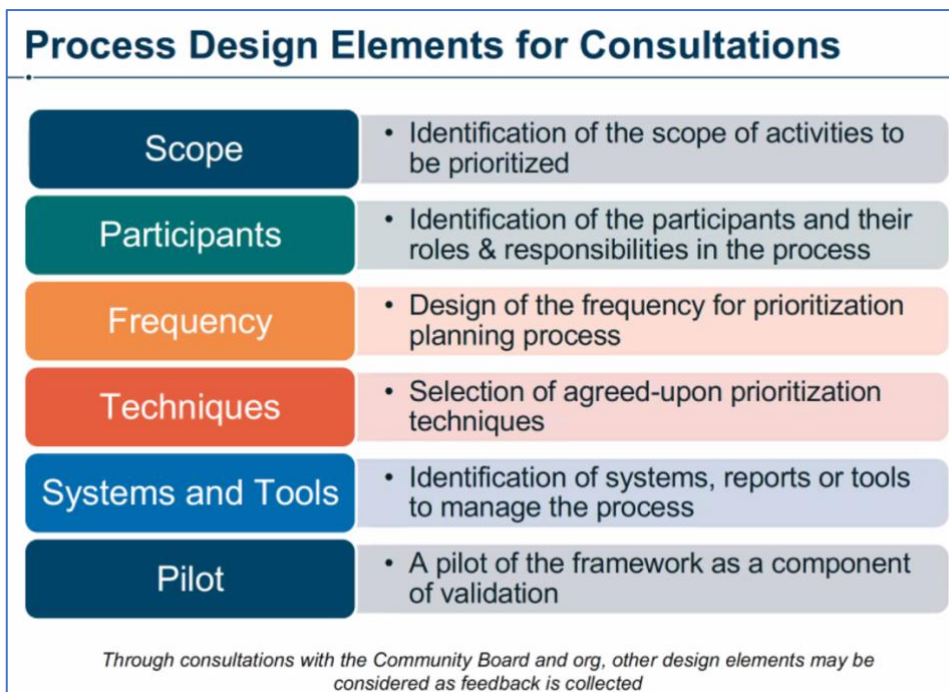 Process Design Elements for Consultations
Scope
• Identification of the scope of activities to
be prioritized
Participants
• Identification of the participants and their
roles & responsibilities in the process
Frequency
• Design of the frequency for prioritization
planning process
Techniques
• Selection of agreed-upon prioritization
techniques
Systems and Tools
• Identification of systems, reports or tools
to manage the process
Pilot
• A pilot of the framework as a component
of validation
Through consultations with the Community Board and org, other design elements may be
considered as feedback is collected